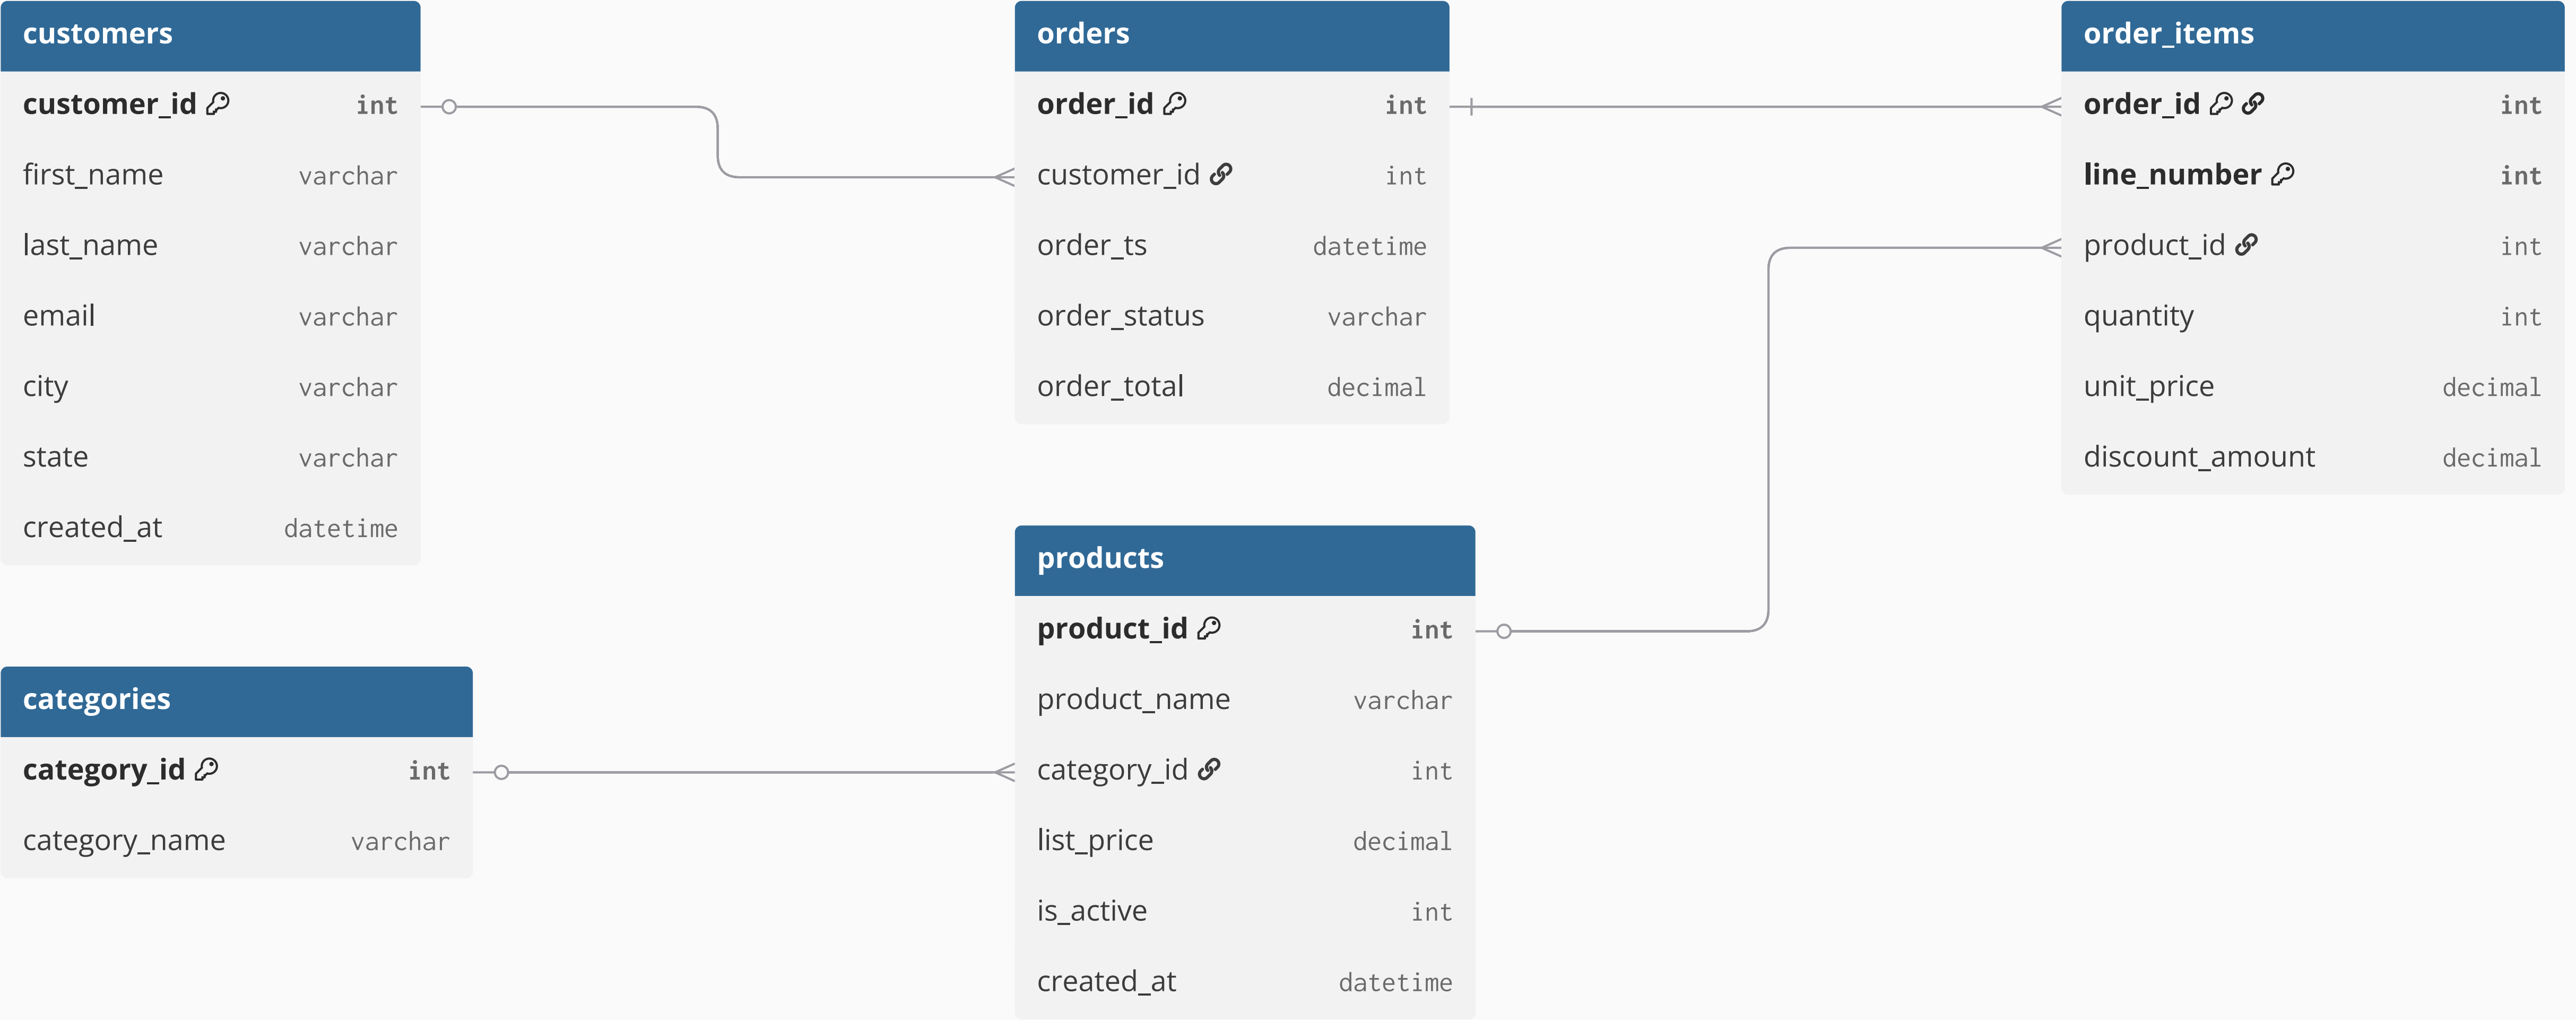 customers
customer_id int
first_name varchar
last_name varchar
email varchar
city varchar
state varchar
created_at datetime
orders
order_id int
customer_id int
order_ts datetime
order_status varchar
order_total decimal
order_items
order_id int
line_number int
product_id int
quantity int
unit_price decimal
discount_amount decimal
categories
category_id int
category_name varchar
products
product_id int
product_name varchar
category_id int
list_price decimal
is_active int
created_at datetime